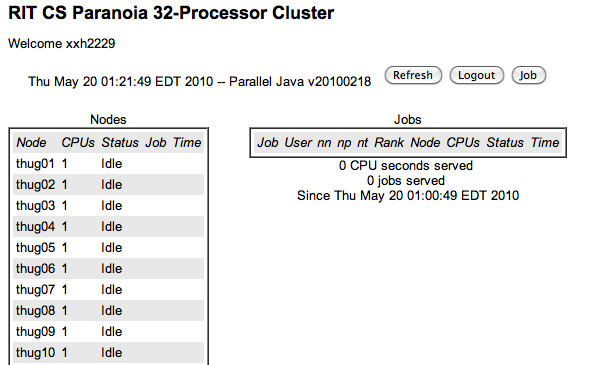 RIT CS Paranoia 32-Processor Cluster
Welcome xxh2229
Thu May 20 01:21:49 EDT 2010 -- Parallel Java v20100218 Refresh Logout Job
Nodes
Node CPUs Status Job Time
thug01 1 Idle
thug02 1 Idle
thug03 1 Idle
thug04 1 Idle
thug05 1 Idle
thug06 1 Idle
thug07 1 Idle
thug08 1 Idle
thug09 1 Idle
thug10 1 Idle
Jobs
Job User nn np nt Rank Node CPUs Status Time
0 CPU seconds served
0 jobs served
Since Thu May 20 01:00:49 EDT 2010